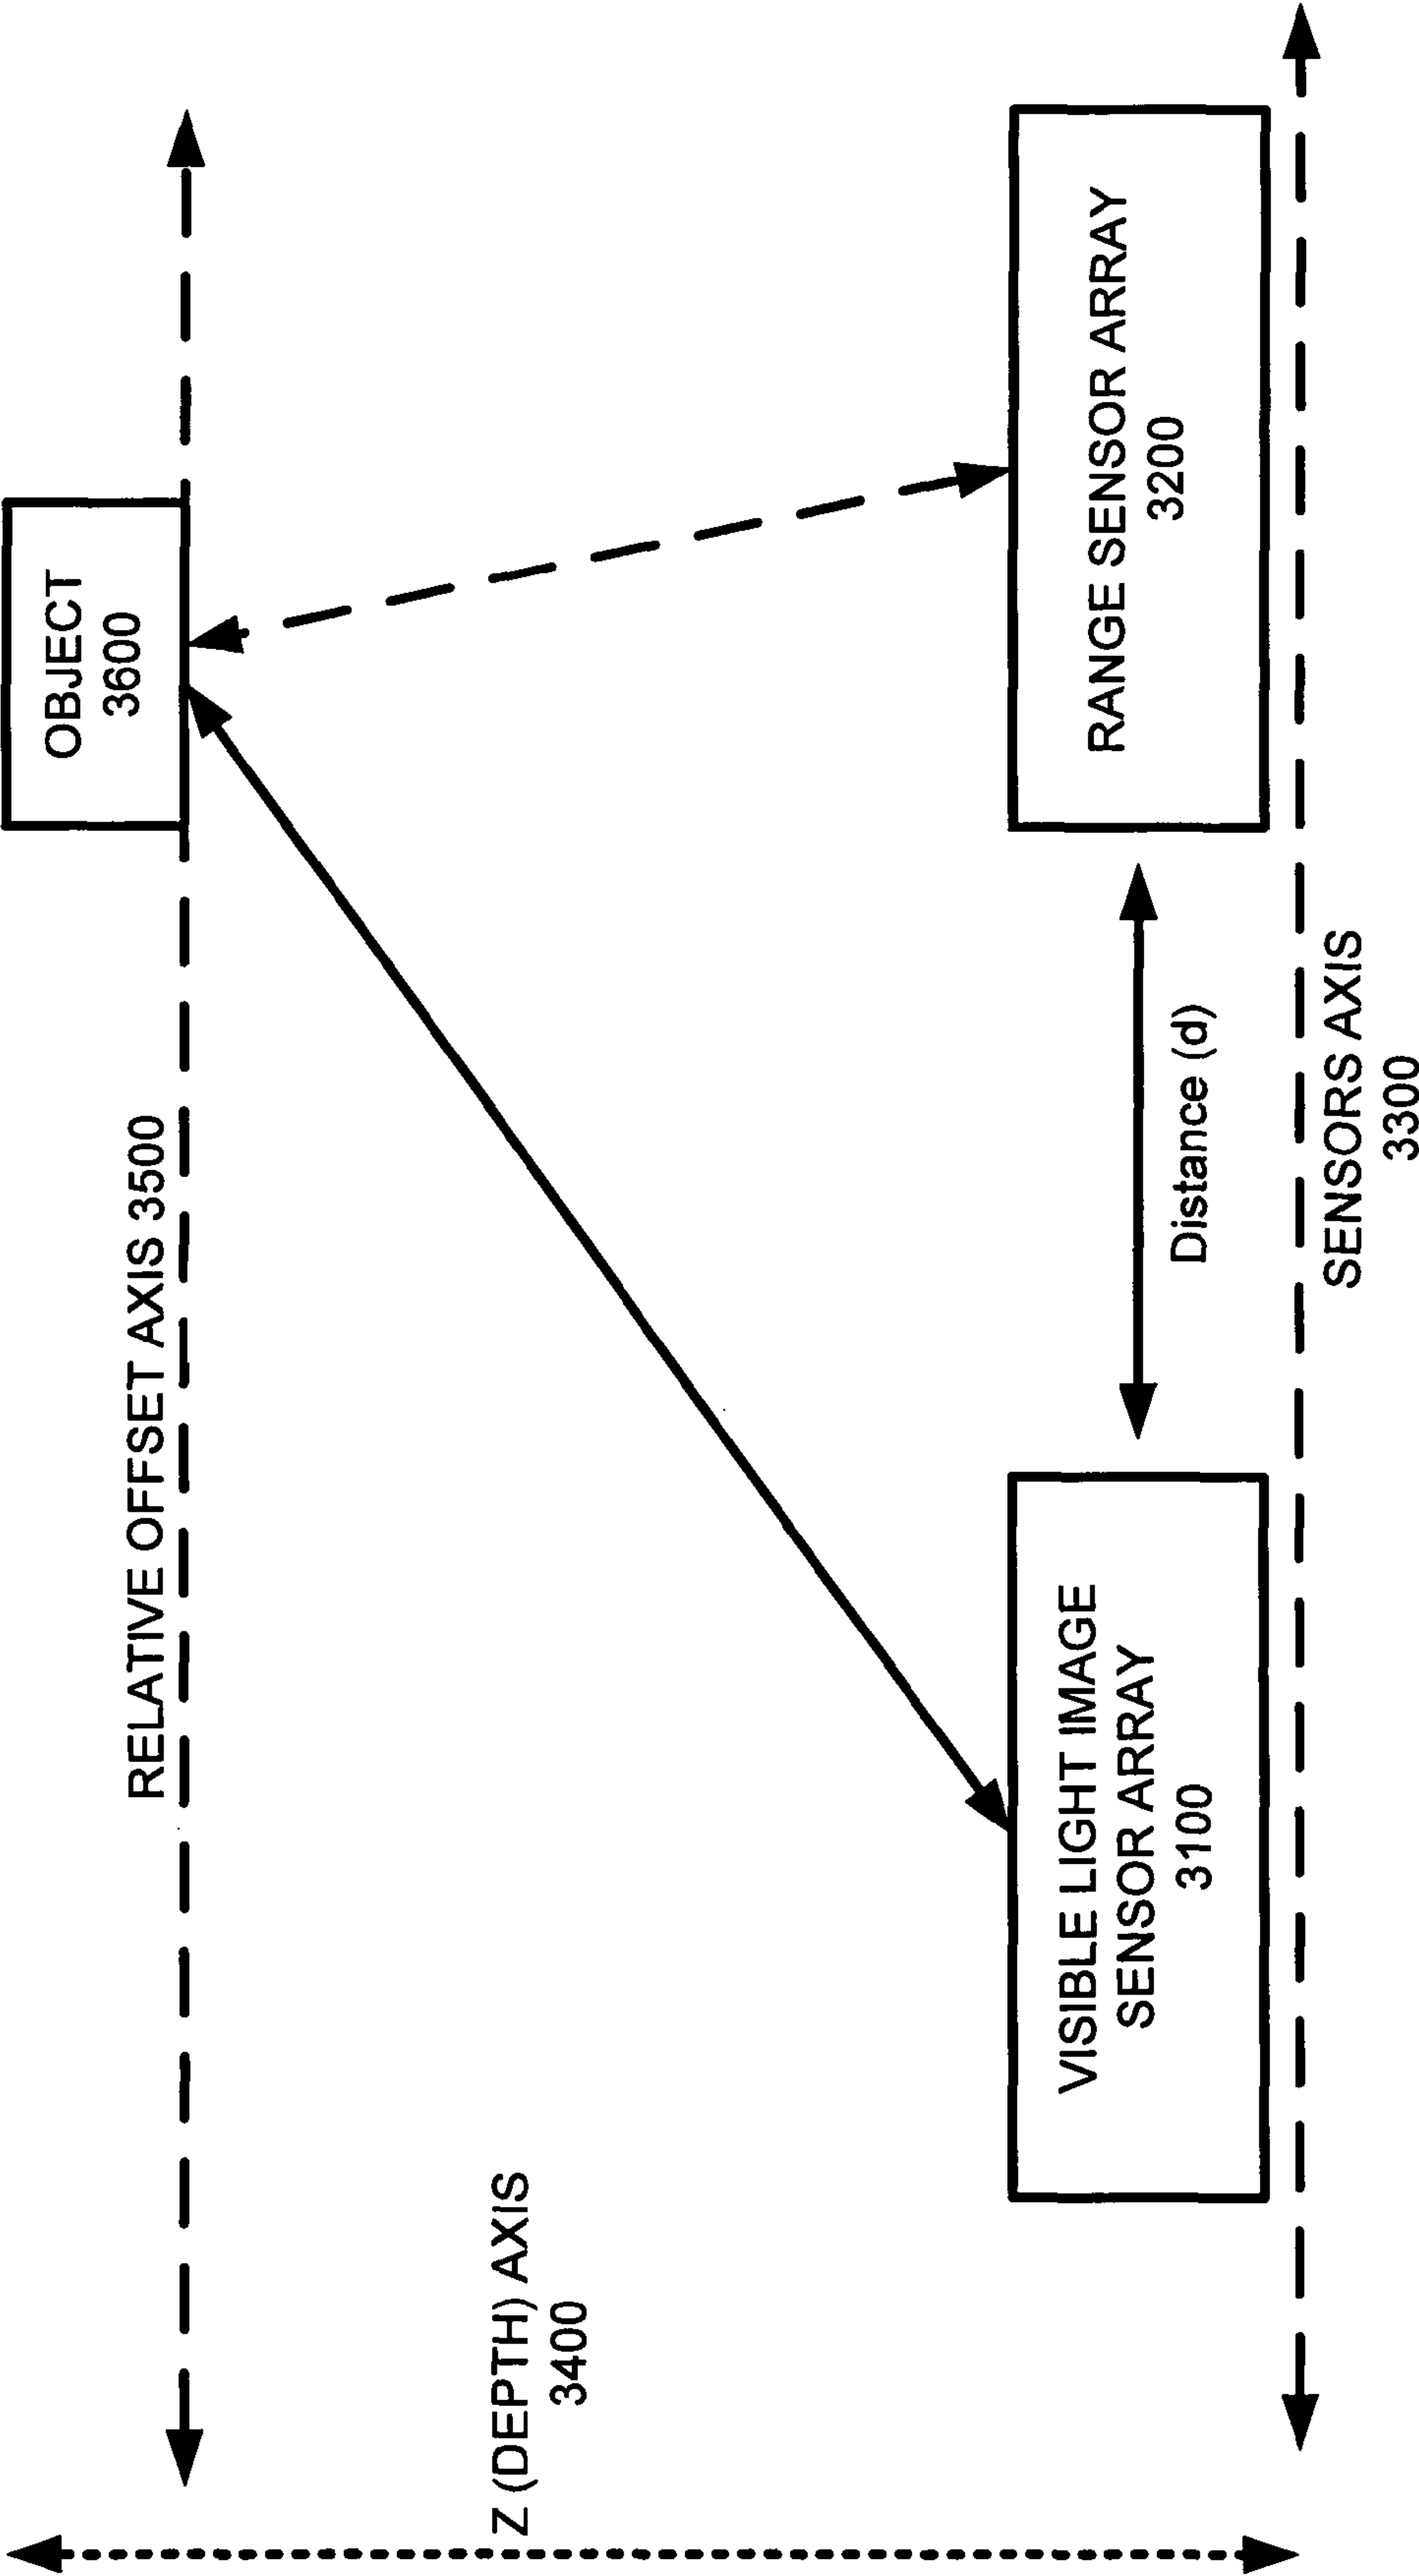 OBJECT
3600
RELATIVE OFFSET AXIS 3500
Z (DEPTH) AXIS
3400
VISIBLE LIGHT IMAGE
SENSOR ARRAY
3100
Distance (d)
RANGE SENSOR ARRAY
3200
SENSORS AXIS
3300